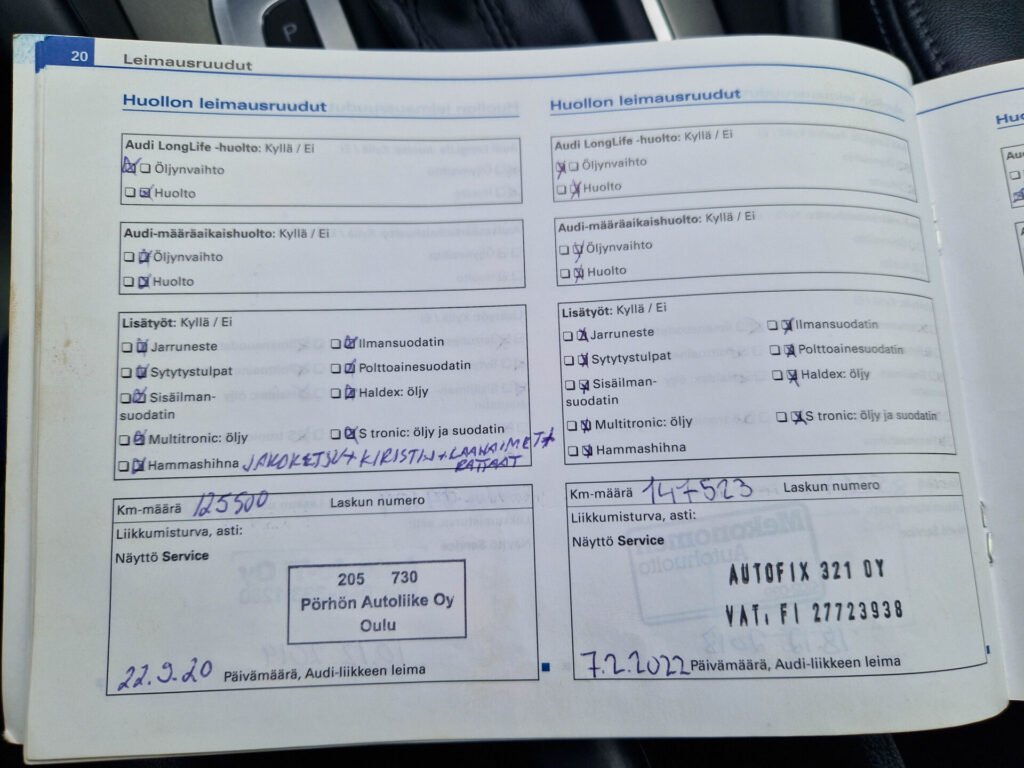 P
20
Leimausruudut
Huollon leimausruudut
Audi LongLife -huolto: Kyllä / Ei
Öljynvaihto
Huolto
Audi-määräaikaishuolto: Kyllä / Ei
Öljynvaihto
Huolto
Lisätyöt: Kyllä / Ei
Jarruneste
Ilmansuodatin
Sytytystulpat
Polttoainesuodatin
Sisäilman-
suodatin
Haldex: öljy
Multitronic: öljy
S tronic: öljy ja suodatin
Hammashihna JAKOKETJU + KIRISTIN + LAAKAIMET +
RATTAAT
Km-määrä 125500 Laskun numero
Liikkumisturva, asti:
Näyttö Service
205 730
Pörhön Autoliike Oy
Oulu
22.9.20 Päivämäärä, Audi-liikkeen leima
Huollon leimausruudut
Audi LongLife -huolto: Kyllä / Ei
Öljynvaihto
Huolto
Audi-määräaikaishuolto: Kyllä / Ei
Öljynvaihto
Huolto
Lisätyöt: Kyllä / Ei
Jarruneste
Ilmansuodatin
Sytytystulpat
Polttoainesuodatin
Sisäilman-
suodatin
Haldex: öljy
Multitronic: öljy
S tronic: öljy ja suodatin
Hammashihna
Km-määrä 147523 Laskun numero
Liikkumisturva, asti:
Näyttö Service
AUTOFIX 321 OY
VAT: FI 27723938
7.2.2022 Päivämäärä, Audi-liikkeen leima